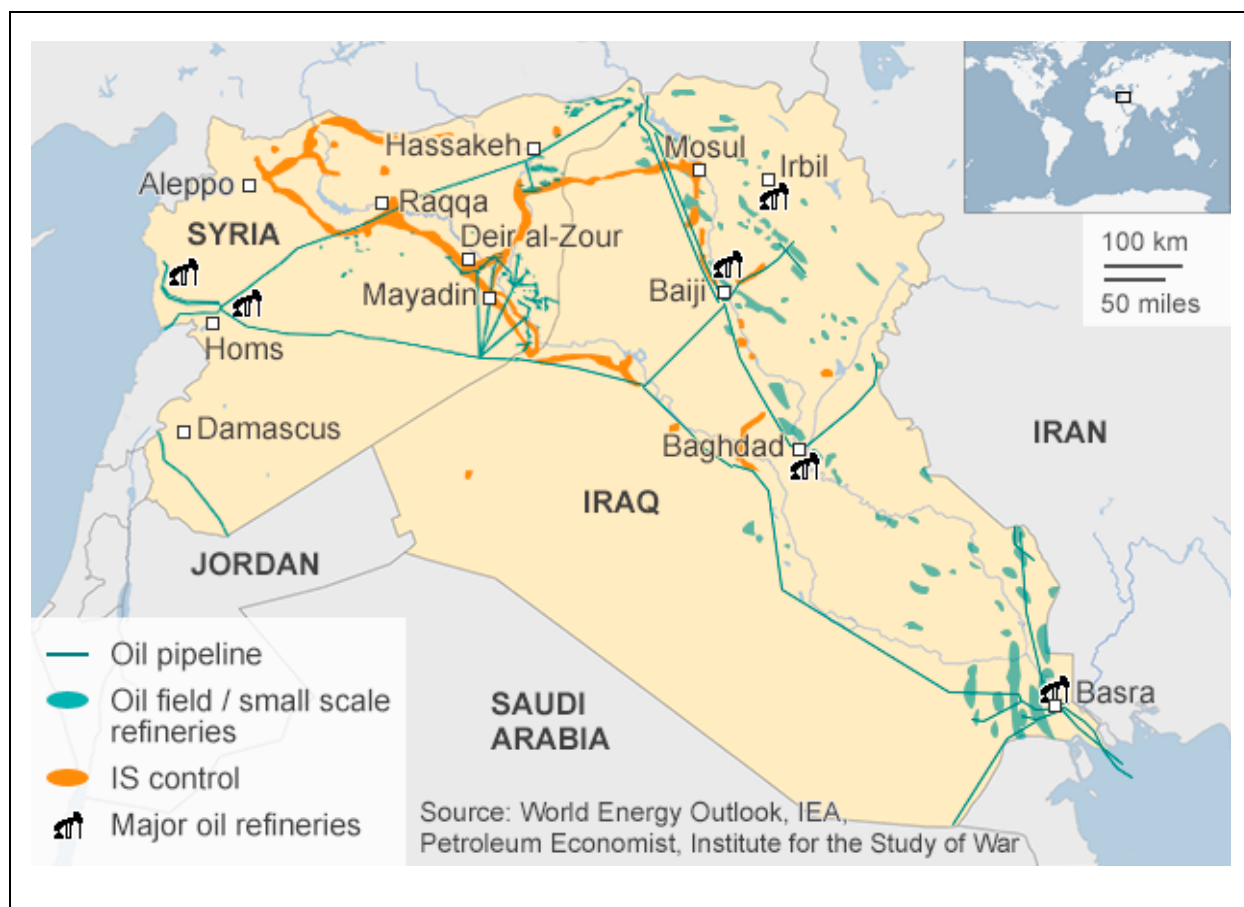 Hassakeh
Mosul
Irbil
Aleppo
Raqqa
SYRIA
Deir al-Zour
Mayadin
Baiji
Homs
100 km
50 miles
Damascus
Baghdad
IRAN
IRAQ
JORDAN
SAUDI
ARABIA
Basra
Oil pipeline
Oil field / small scale
refineries
IS control
Major oil refineries
Source: World Energy Outlook, IEA,
Petroleum Economist, Institute for the Study of War